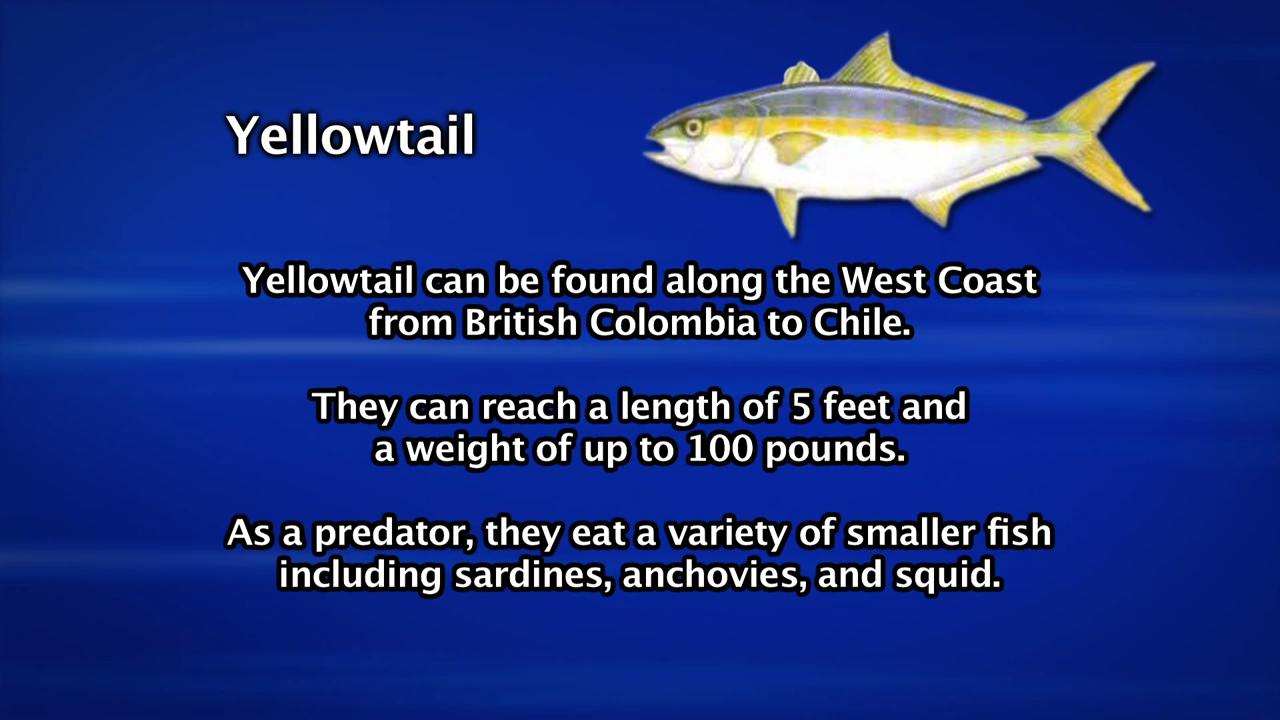 Yellowtail
Yellowtail can be found along the West Coast
from British Colombia to Chile.
They can reach a length of 5 feet and
a weight of up to 100 pounds.
As a predator, they eat a variety of smaller fish
including sardines, anchovies, and squid.